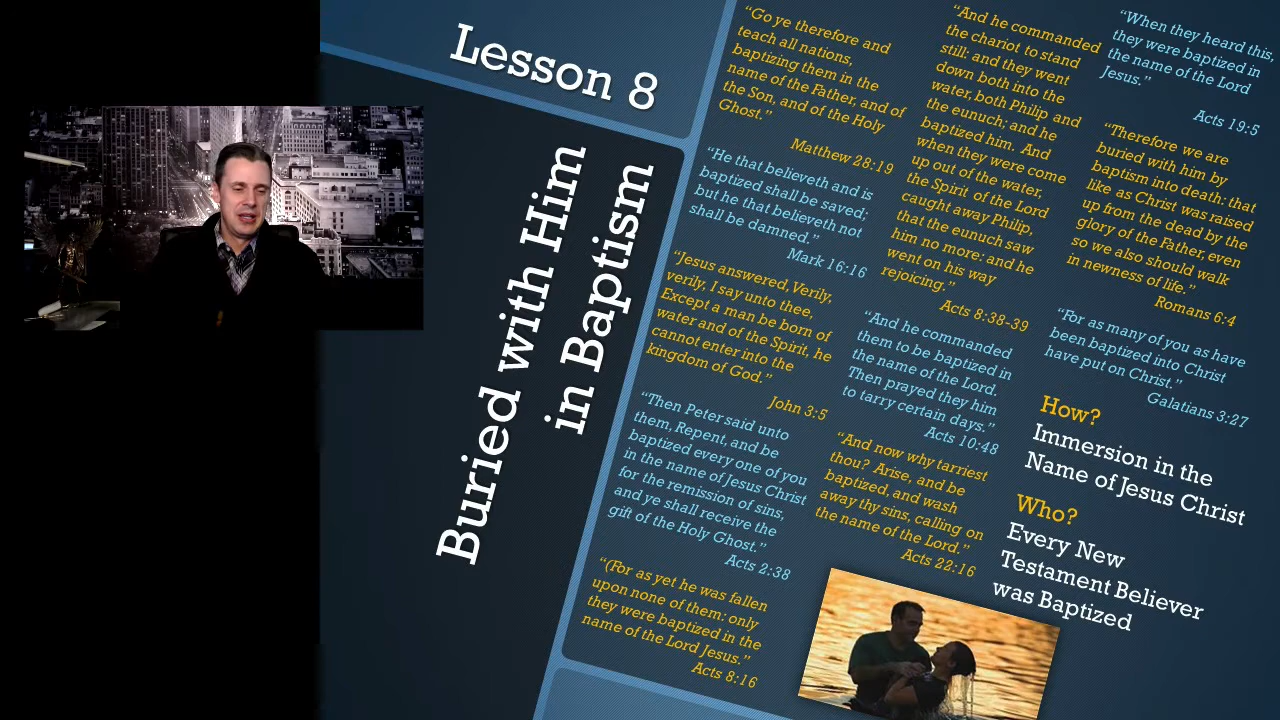 Lesson 8
Buried with Him
in Baptism
“Go ye therefore and
teach all nations,
baptizing them in the
name of the Father, and of
the Son, and of the Holy
Ghost.”
Matthew 28:19
“He that believeth and is
baptized shall be saved;
but he that believeth not
shall be damned.”
Mark 16:16
“Jesus answered, Verily,
verily, I say unto thee,
Except a man be born of
water and of the Spirit, he
cannot enter into the
kingdom of God.”
John 3:5
“Then Peter said unto
them, Repent, and be
baptized every one of you
in the name of Jesus Christ
for the remission of sins,
and ye shall receive the
gift of the Holy Ghost.”
Acts 2:38
“(For as yet he was fallen
upon none of them: only
they were baptized in the
name of the Lord Jesus.”
Acts 8:16
“And he commanded
the chariot to stand
still: and they went
down both into the
water, both Philip and
the eunuch; and he
baptized him. And
when they were come
up out of the water,
the Spirit of the Lord
caught away Philip,
that the eunuch saw
him no more: and he
went on his way
rejoicing.”
Acts 8:38-39
“And he commanded
them to be baptized in
the name of the Lord.
Then prayed they him
to tarry certain days.”
Acts 10:48
“And now why tarriest
thou? Arise, and be
baptized, and wash
away thy sins, calling on
the name of the Lord.”
Acts 22:16
“When they heard this,
they were baptized in
the name of the Lord
Jesus.”
Acts 19:5
“Therefore we are
buried with him by
baptism into death: that
like as Christ was raised
up from the dead by the
glory of the Father, even
so we also should walk
in newness of life.”
Romans 6:4
“For as many of you as have
been baptized into Christ
have put on Christ.”
Galatians 3:27
How?
Immersion in the
Name of Jesus Christ
Who?
Every New
Testament Believer
was Baptized